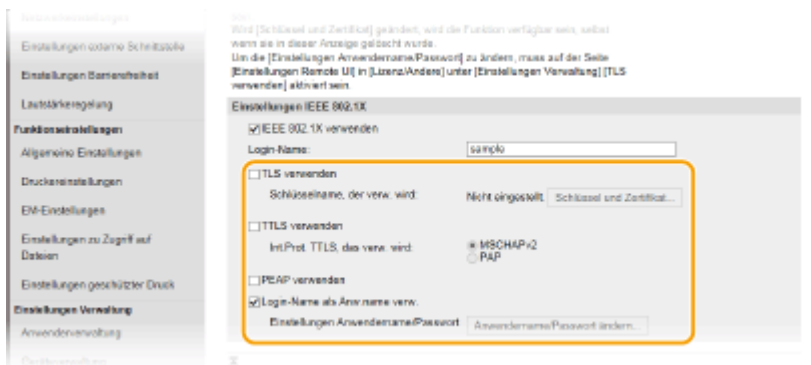 Einstellungen externe Schnittstelle
Einstellungen Barrierefreiheit
Lautstärkeregelung
Funktionseinstellungen
Allgemeine Einstellungen
Druckereinstellungen
EM-Einstellungen
Einstellungen zu Zugriff auf
Dateien
Einstellungen geschützter Druck
Einstellungen Verwaltung
Anwenderverwaltung
Wird [Schlüssel und Zertifikat] geändert, wird die Funktion verfügbar sein, selbst
wenn sie in dieser Anzeige gelöscht wurde.
Um die [Einstellungen Anwendername/Passwort] zu ändern, muss auf der Seite
[Einstellungen Remote UI] in [Lizenz/Andere] unter [Einstellungen Verwaltung] [TLS
verwenden] aktiviert sein.
Einstellungen IEEE 802.1X
IEEE 802.1X verwenden
Login-Name: sample
TLS verwenden
Schlüsselname, der verw. wird: Nicht eingestellt Schlüssel und Zertifikat...
TTLS verwenden
Int.Prot. TTLS, das verw. wird: MSCHAPv2
PAP
PEAP verwenden
Login-Name als Anw.name verw.
Einstellungen Anwendername/Passwort Anwendername/Passwort ändern...